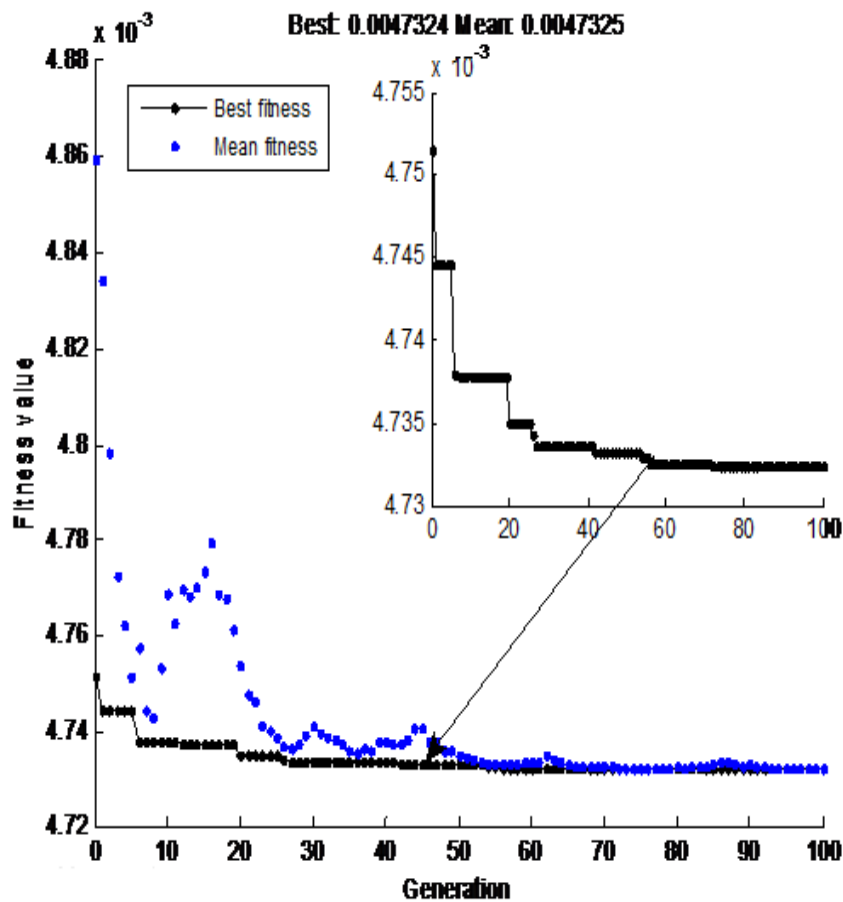 x 10-3
Best: 0.0047324 Mean: 0.0047325
4.88
4.86
4.84
4.82
4.8
4.78
4.76
4.74
4.72
Fitness value
Best fitness
Mean fitness
x 10-3
4.755
4.75
4.745
4.74
4.735
4.73
0 20 40 60 80 100
0 10 20 30 40 50 60 70 80 90 100
Generation